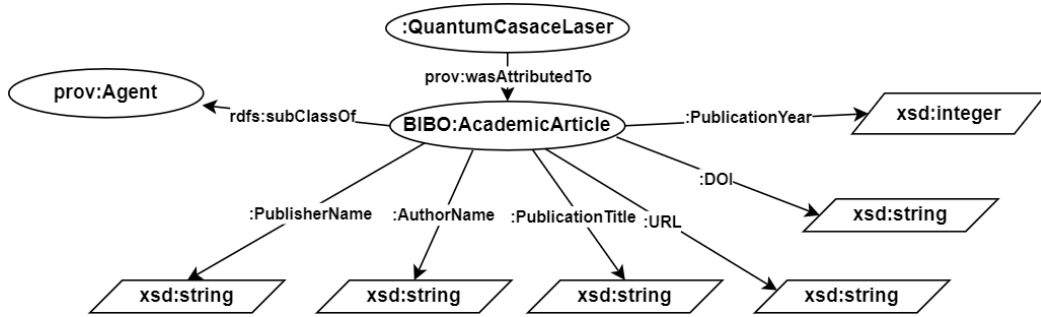 :QuantumCasaceLaser
prov:wasAttributedTo
prov:Agent
rdfs:subClassOf
BIBO:AcademicArticle
:PublicationYear
xsd:integer
:DOI
xsd:string
:PublisherName
:AuthorName
:PublicationTitle
:URL
xsd:string
xsd:string
xsd:string
xsd:string